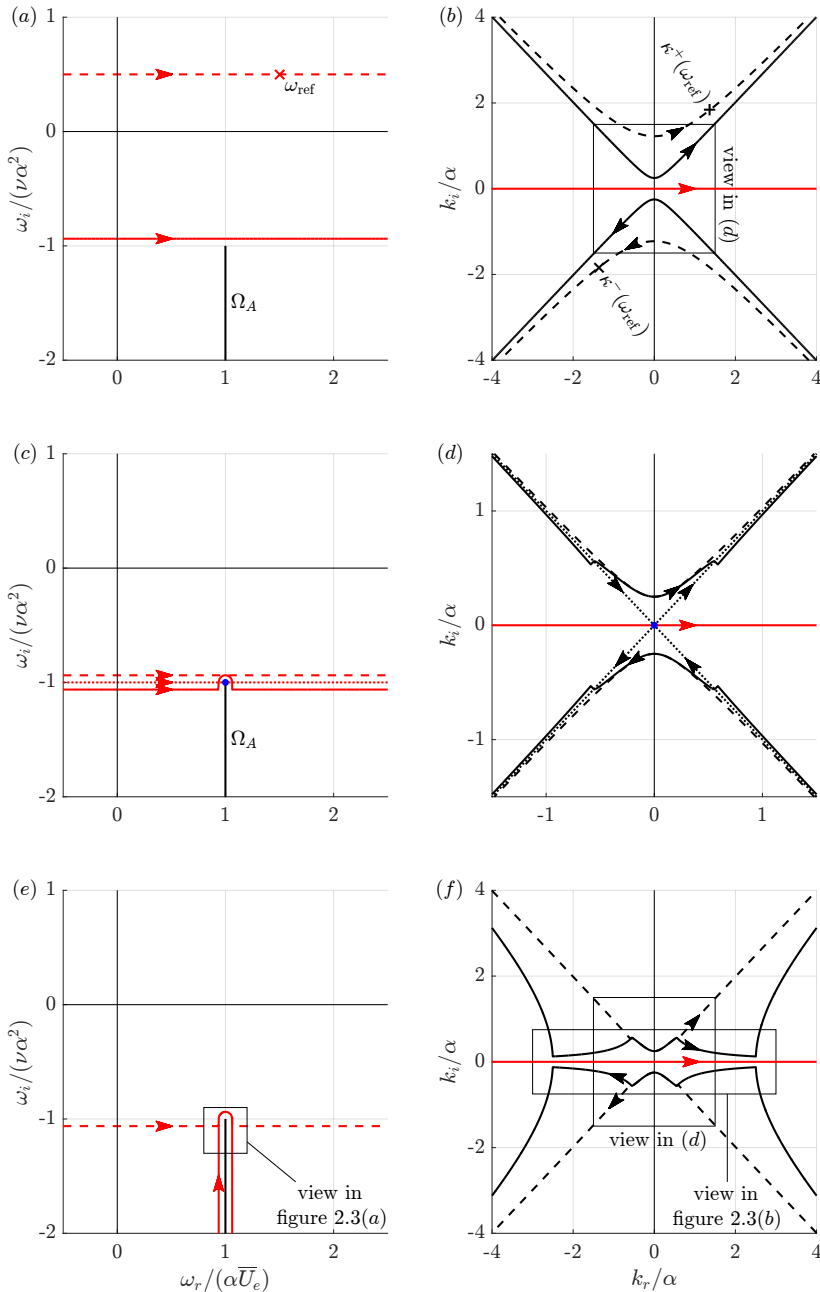 (a)
1
0
-1
-2
0
1
2
ω_i/(να²)
ω_ref
Ω_A
(b)
4
2
0
-2
-4
-4
-2
0
2
4
k_i/α
κ⁺(ω_ref)
view in (d)
κ⁻(ω_ref)
(c)
1
0
-1
-2
0
1
2
ω_i/(να²)
Ω_A
(d)
1
0
-1
-1
0
1
k_i/α
(e)
1
0
-1
-2
0
1
2
ω_i/(να²)
view in
figure 2.3(a)
ω_r/(αU̅_e)
(f)
4
2
0
-2
-4
-4
-2
0
2
4
k_i/α
view in (d)
view in
figure 2.3(b)
k_r/α